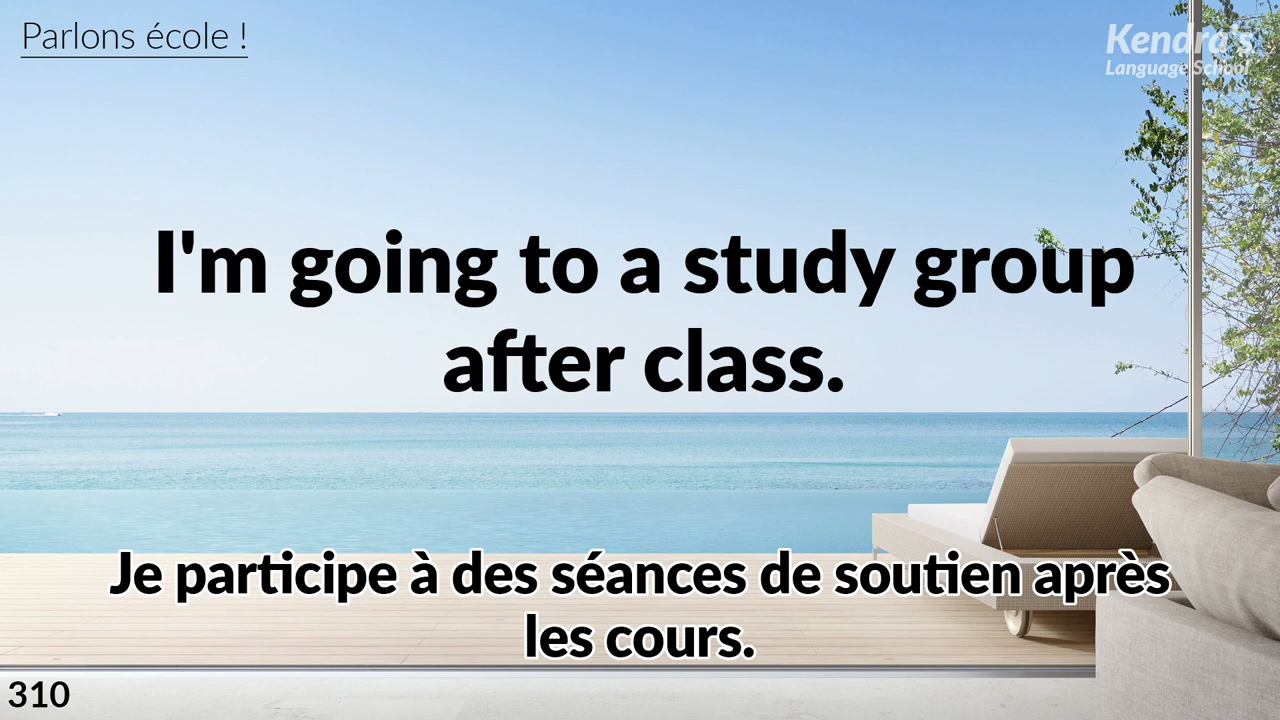 Parlons école !
Kendra's
Language School
I'm going to a study group
after class.
Je participe à des séances de soutien après
les cours.
310